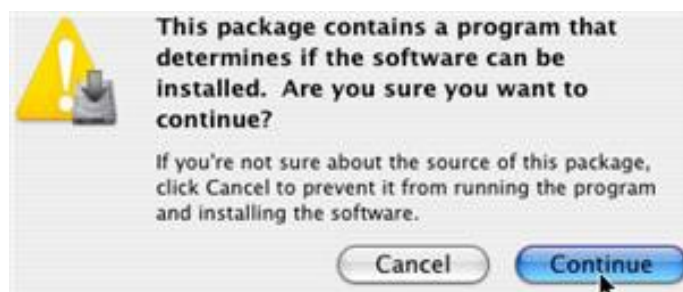 This package contains a program that
determines if the software can be
installed.  Are you sure you want to
continue?
If you're not sure about the source of this package,
click Cancel to prevent it from running the program
and installing the software.
Cancel Continue